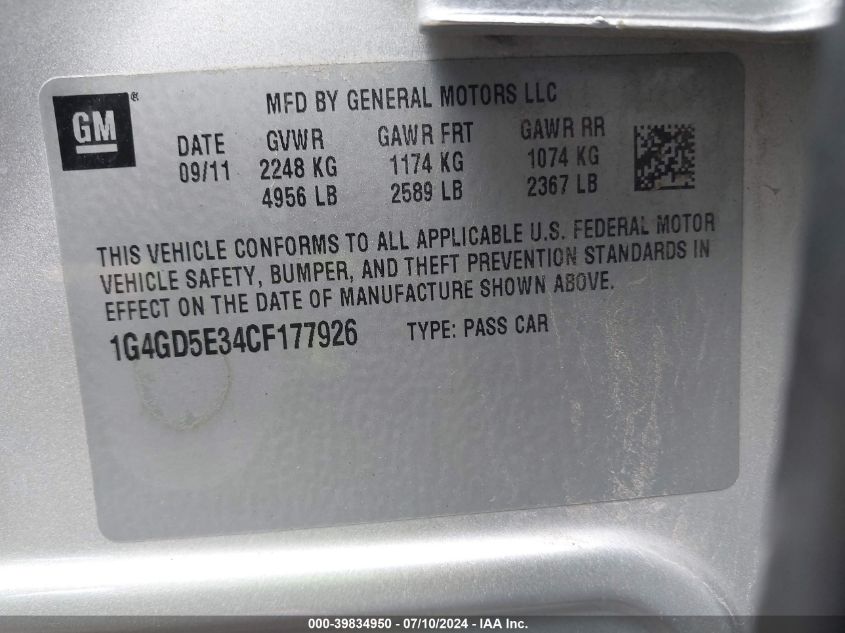 GM®
MFD BY GENERAL MOTORS LLC
DATE GVWR GAWR FRT GAWR RR
09/11 2248 KG 1174 KG 1074 KG
4956 LB 2589 LB 2367 LB
THIS VEHICLE CONFORMS TO ALL APPLICABLE U.S. FEDERAL MOTOR
VEHICLE SAFETY, BUMPER, AND THEFT PREVENTION STANDARDS IN
EFFECT ON THE DATE OF MANUFACTURE SHOWN ABOVE.
1G4GD5E34CF177926 TYPE: PASS CAR
000-39834950 - 07/10/2024 - IAA Inc.